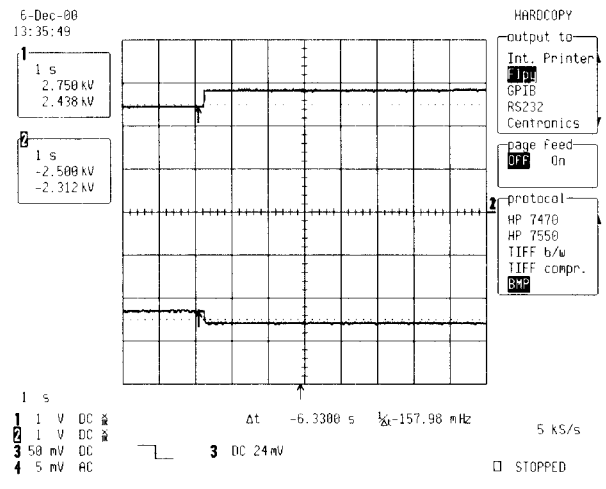 6-Dec-00
13:35:49
HARDCOPY
output to
Int. Printer
Flpy
GPIB
RS232
Centronics
page feed
OFF On
protocol
HP 7470
HP 7550
TIFF b/w
TIFF compr.
BMP
1
1 s
2.750 kV
2.438 kV
2
1 s
-2.500 kV
-2.312 kV
2
1 s
1 1 V DC
2 1 V DC
3 50 mV DC
4 5 mV AC
Δt -6.3300 s 1/Δt -157.98 mHz
3 DC 24 mV
5 kS/s
STOPPED